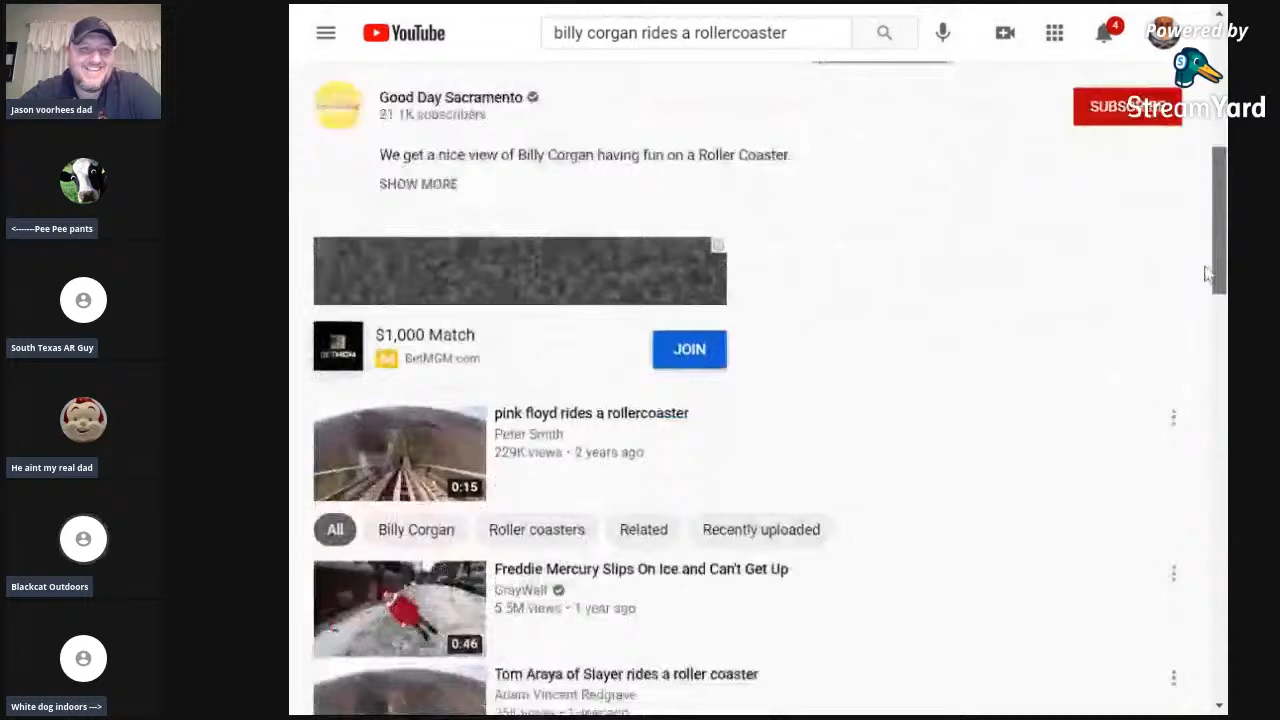 Jason voorhees dad
<-------Pee Pee pants
South Texas AR Guy
He aint my real dad
Blackcat Outdoors
White dog indoors --->
YouTube
billy corgan rides a rollercoaster
4
Powered by
StreamYard
Good Day Sacramento
21.1K subscribers
We get a nice view of Billy Corgan having fun on a Roller Coaster.
SHOW MORE
$1,000 Match
BetMGM.com
JOIN
pink floyd rides a rollercoaster
Peter Smith
229K views • 2 years ago
0:15
All
Billy Corgan
Roller coasters
Related
Recently uploaded
Freddie Mercury Slips On Ice and Can't Get Up
GrayWall
5.5M views • 1 year ago
0:46
Tom Araya of Slayer rides a roller coaster
Adam Vincent Redgrave